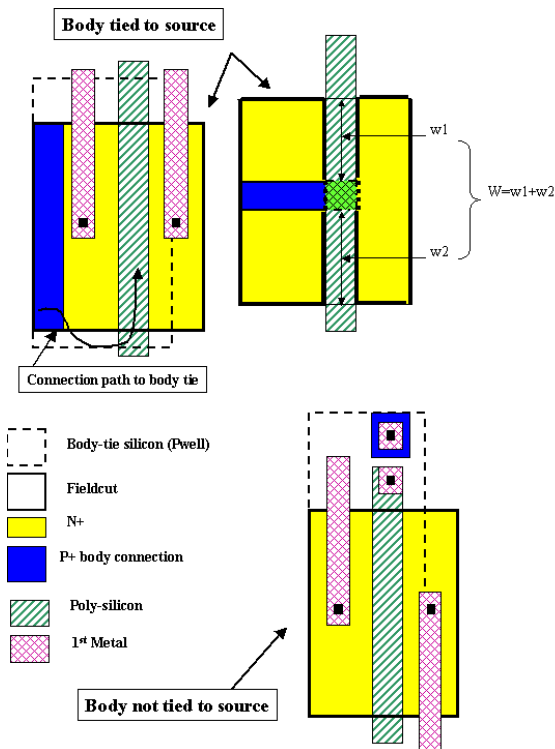 Body tied to source
w1
W=w1+w2
w2
Connection path to body tie
Body-tie silicon (Pwell)
Fieldcut
N+
P+ body connection
Poly-silicon
1st Metal
Body not tied to source